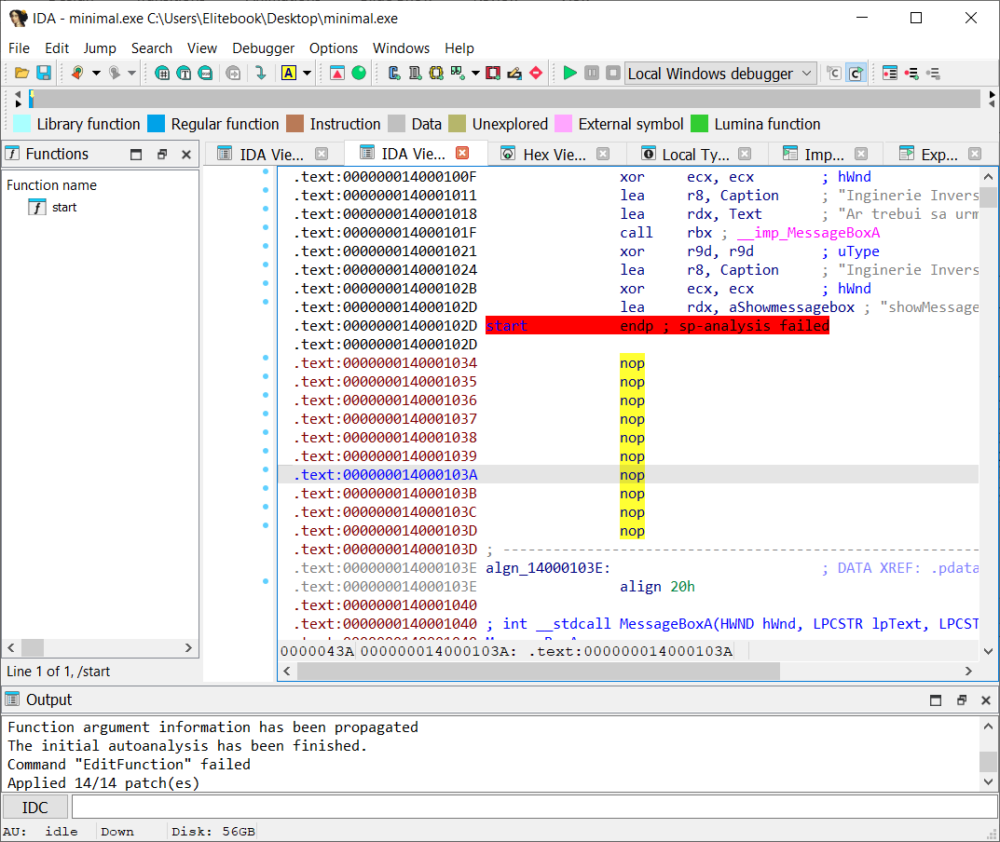 IDA - minimal.exe C:\Users\Elitebook\Desktop\minimal.exe
File Edit Jump Search View Debugger Options Windows Help
Local Windows debugger
Library function Regular function Instruction Data Unexplored External symbol Lumina function
Functions
Function name
f start
Line 1 of 1, /start
IDA Vie... IDA Vie... Hex Vie... Local Ty... Imp... Exp...
.text:000000014000100F xor ecx, ecx ; hWnd
.text:0000000140001011 lea r8, Caption ; "Inginerie Invers
.text:0000000140001018 lea rdx, Text ; "Ar trebui sa urm
.text:000000014000101F call rbx ; __imp_MessageBoxA
.text:0000000140001021 xor r9d, r9d ; uType
.text:0000000140001024 lea r8, Caption ; "Inginerie Invers
.text:000000014000102B xor ecx, ecx ; hWnd
.text:000000014000102D lea rdx, aShowmessagebox ; "showMessage
.text:000000014000102D start endp ; sp-analysis failed
.text:000000014000102D
.text:0000000140001034 nop
.text:0000000140001035 nop
.text:0000000140001036 nop
.text:0000000140001037 nop
.text:0000000140001038 nop
.text:0000000140001039 nop
.text:000000014000103A nop
.text:000000014000103B nop
.text:000000014000103C nop
.text:000000014000103D nop
.text:000000014000103D ; ---------------------------------------------------------
.text:000000014000103E algn_14000103E: ; DATA XREF: .pdata
.text:000000014000103E align 20h
.text:0000000140001040
.text:0000000140001040 ; int __stdcall MessageBoxA(HWND hWnd, LPCSTR lpText, LPCST
0000043A 000000014000103A: .text:000000014000103A
Output
Function argument information has been propagated
The initial autoanalysis has been finished.
Command "EditFunction" failed
Applied 14/14 patch(es)
IDC
AU: idle Down Disk: 56GB